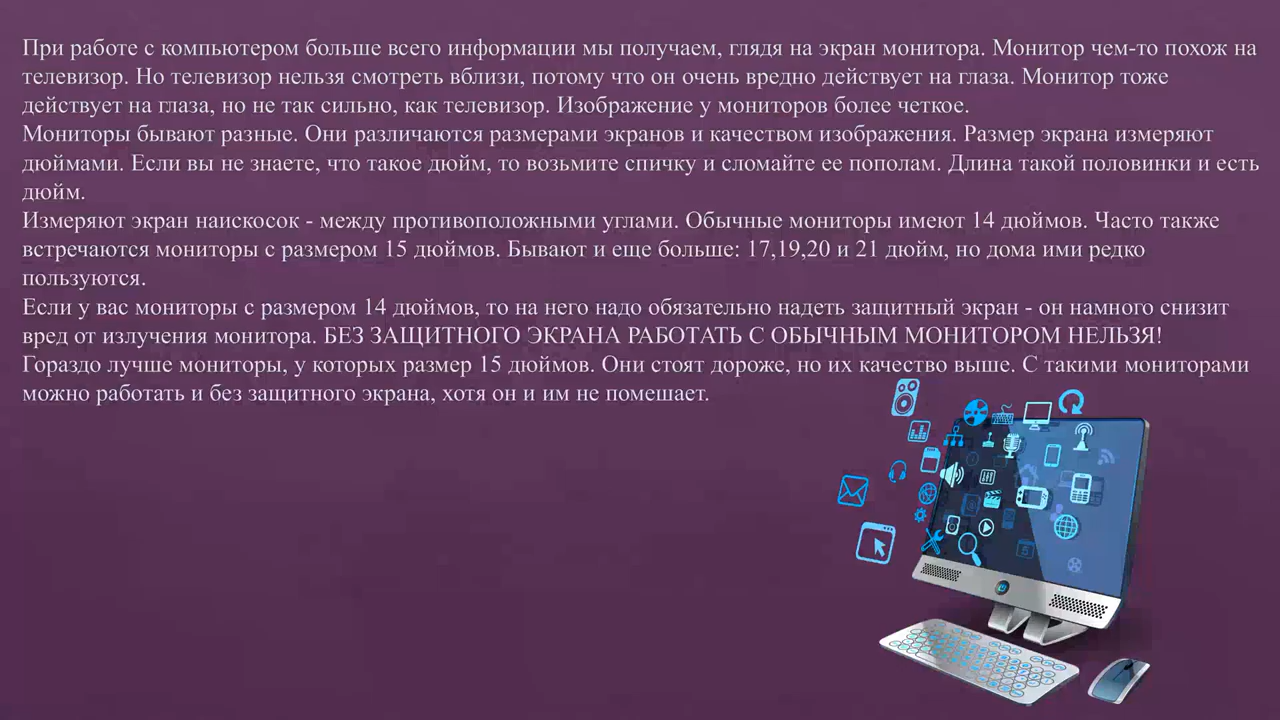 При работе с компьютером больше всего информации мы получаем, глядя на экран монитора. Монитор чем-то похож на
телевизор. Но телевизор нельзя смотреть вблизи, потому что он очень вредно действует на глаза. Монитор тоже
действует на глаза, но не так сильно, как телевизор. Изображение у мониторов более четкое.
Мониторы бывают разные. Они различаются размерами экранов и качеством изображения. Размер экрана измеряют
дюймами. Если вы не знаете, что такое дюйм, то возьмите спичку и сломайте ее пополам. Длина такой половинки и есть
дюйм.
Измеряют экран наискосок - между противоположными углами. Обычные мониторы имеют 14 дюймов. Часто также
встречаются мониторы с размером 15 дюймов. Бывают и еще больше: 17,19,20 и 21 дюйм, но дома ими редко
пользуются.
Если у вас мониторы с размером 14 дюймов, то на него надо обязательно надеть защитный экран - он намного снизит
вред от излучения монитора. БЕЗ ЗАЩИТНОГО ЭКРАНА РАБОТАТЬ С ОБЫЧНЫМ МОНИТОРОМ НЕЛЬЗЯ!
Гораздо лучше мониторы, у которых размер 15 дюймов. Они стоят дороже, но их качество выше. С такими мониторами
можно работать и без защитного экрана, хотя он и им не помешает.